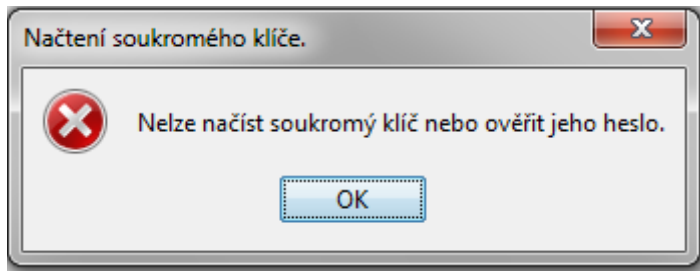 Načtení soukromého klíče.
Nelze načíst soukromý klíč nebo ověřit jeho heslo.
OK